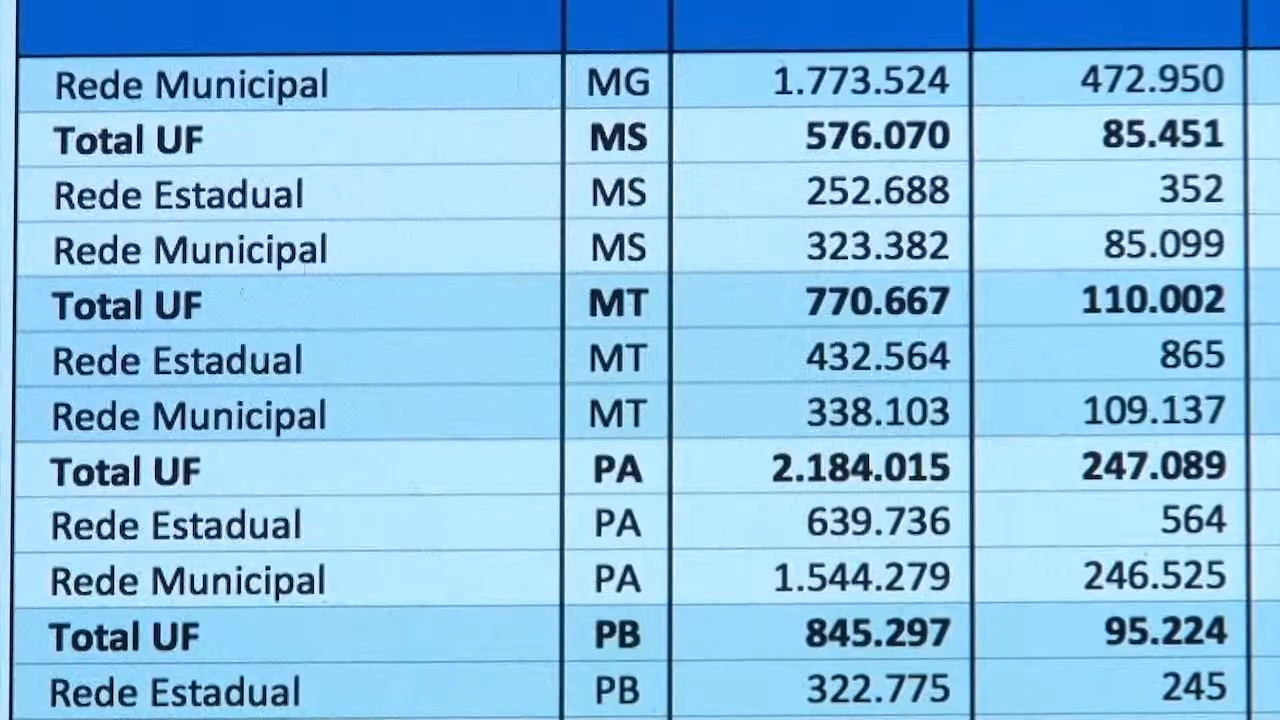 Rede Municipal MG 1.773.524 472.950
Total UF MS 576.070 85.451
Rede Estadual MS 252.688 352
Rede Municipal MS 323.382 85.099
Total UF MT 770.667 110.002
Rede Estadual MT 432.564 865
Rede Municipal MT 338.103 109.137
Total UF PA 2.184.015 247.089
Rede Estadual PA 639.736 564
Rede Municipal PA 1.544.279 246.525
Total UF PB 845.297 95.224
Rede Estadual PB 322.775 245